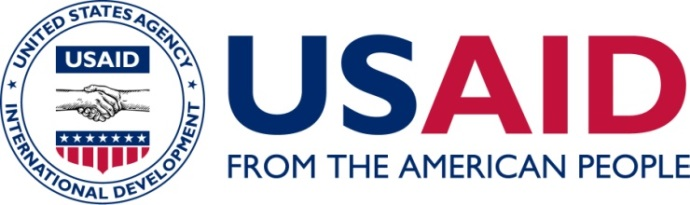 UNITED STATES AGENCY
USAID
INTERNATIONAL DEVELOPMENT
USAID
FROM THE AMERICAN PEOPLE